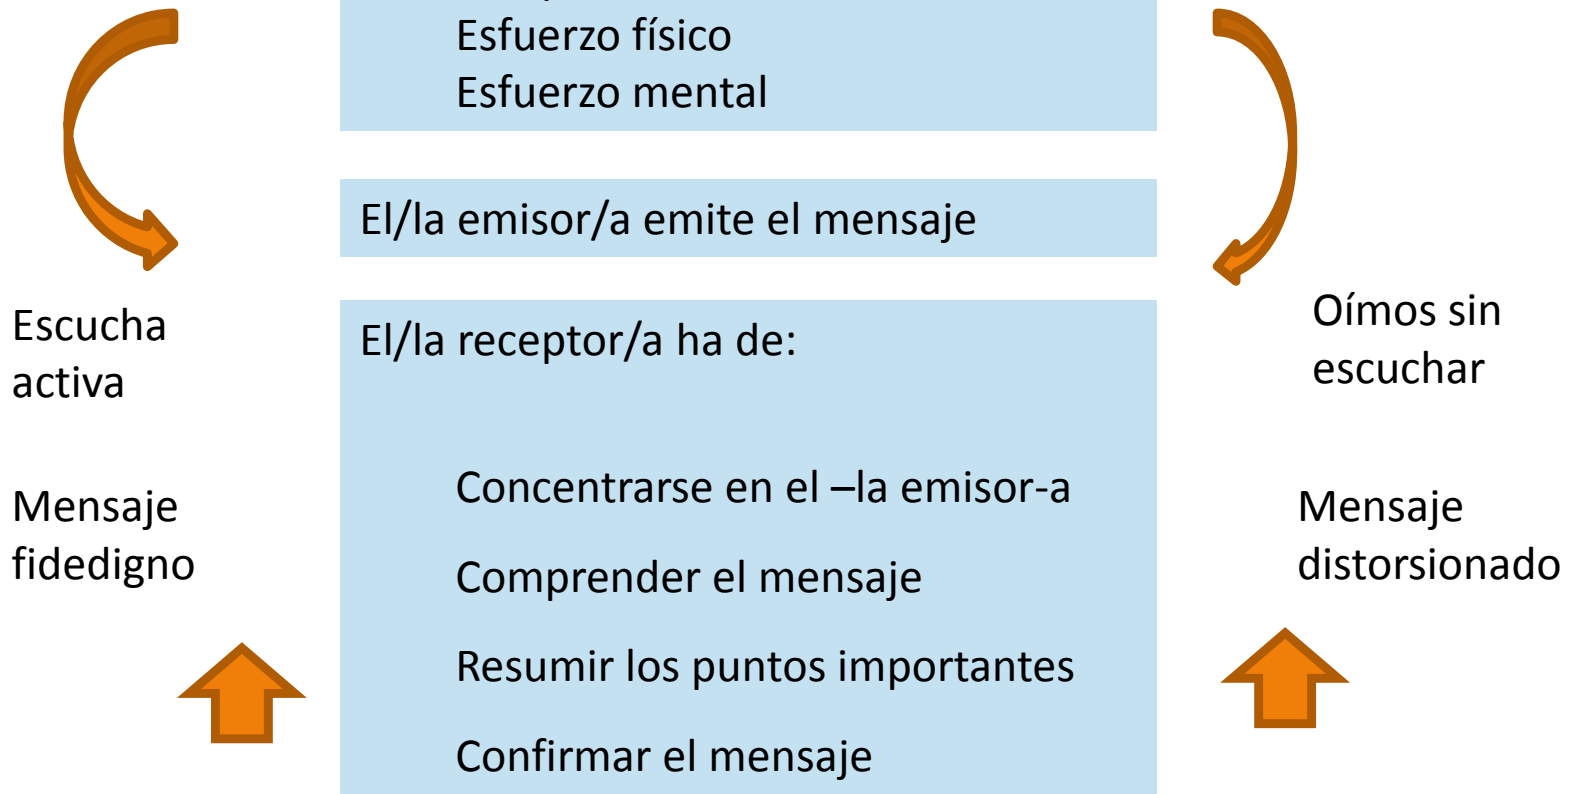 Esfuerzo físico
Esfuerzo mental
El/la emisor/a emite el mensaje
Escucha
activa
Mensaje
fidedigno
El/la receptor/a ha de:
Concentrarse en el –la emisor-a
Comprender el mensaje
Resumir los puntos importantes
Confirmar el mensaje
Oímos sin
escuchar
Mensaje
distorsionado